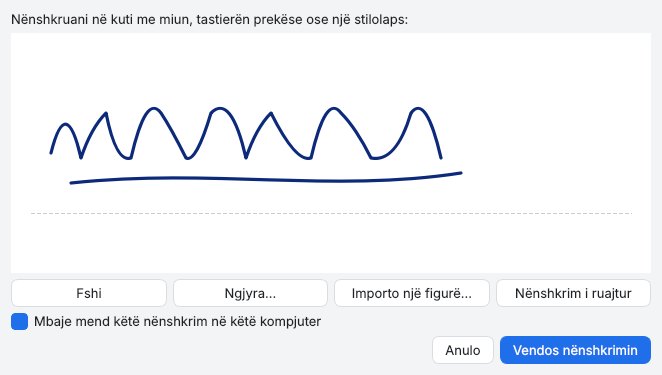 Nënshkruani në kuti me miun, tastierën prekëse ose një stilolaps:
Fshi
Ngjyra...
Importo një figurë...
Nënshkrim i ruajtur
Mbaje mend këtë nënshkrim në këtë kompjuter
Anulo
Vendos nënshkrimin